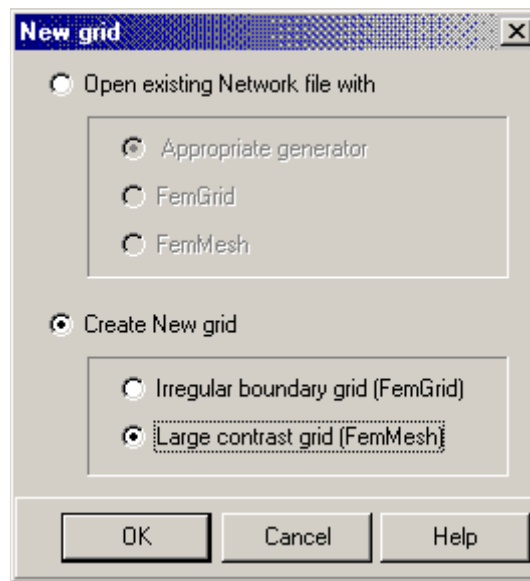 New grid
Open existing Network file with
Appropriate generator
FemGrid
FemMesh
Create New grid
Irregular boundary grid (FemGrid)
Large contrast grid (FemMesh)
OK
Cancel
Help